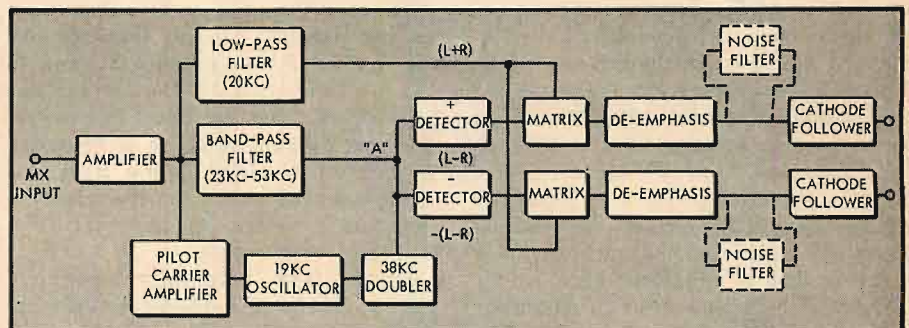 LOW-PASS
FILTER
(20KC)
(L+R)
NOISE
FILTER
+
DETECTOR
MATRIX
DE-EMPHASIS
CATHODE
FOLLOWER
MX
INPUT
AMPLIFIER
BAND-PASS
FILTER
(23KC-53KC)
"A"
(L-R)
-
DETECTOR
MATRIX
DE-EMPHASIS
CATHODE
FOLLOWER
-(L-R)
PILOT
CARRIER
AMPLIFIER
19KC
OSCILLATOR
38KC
DOUBLER
NOISE
FILTER